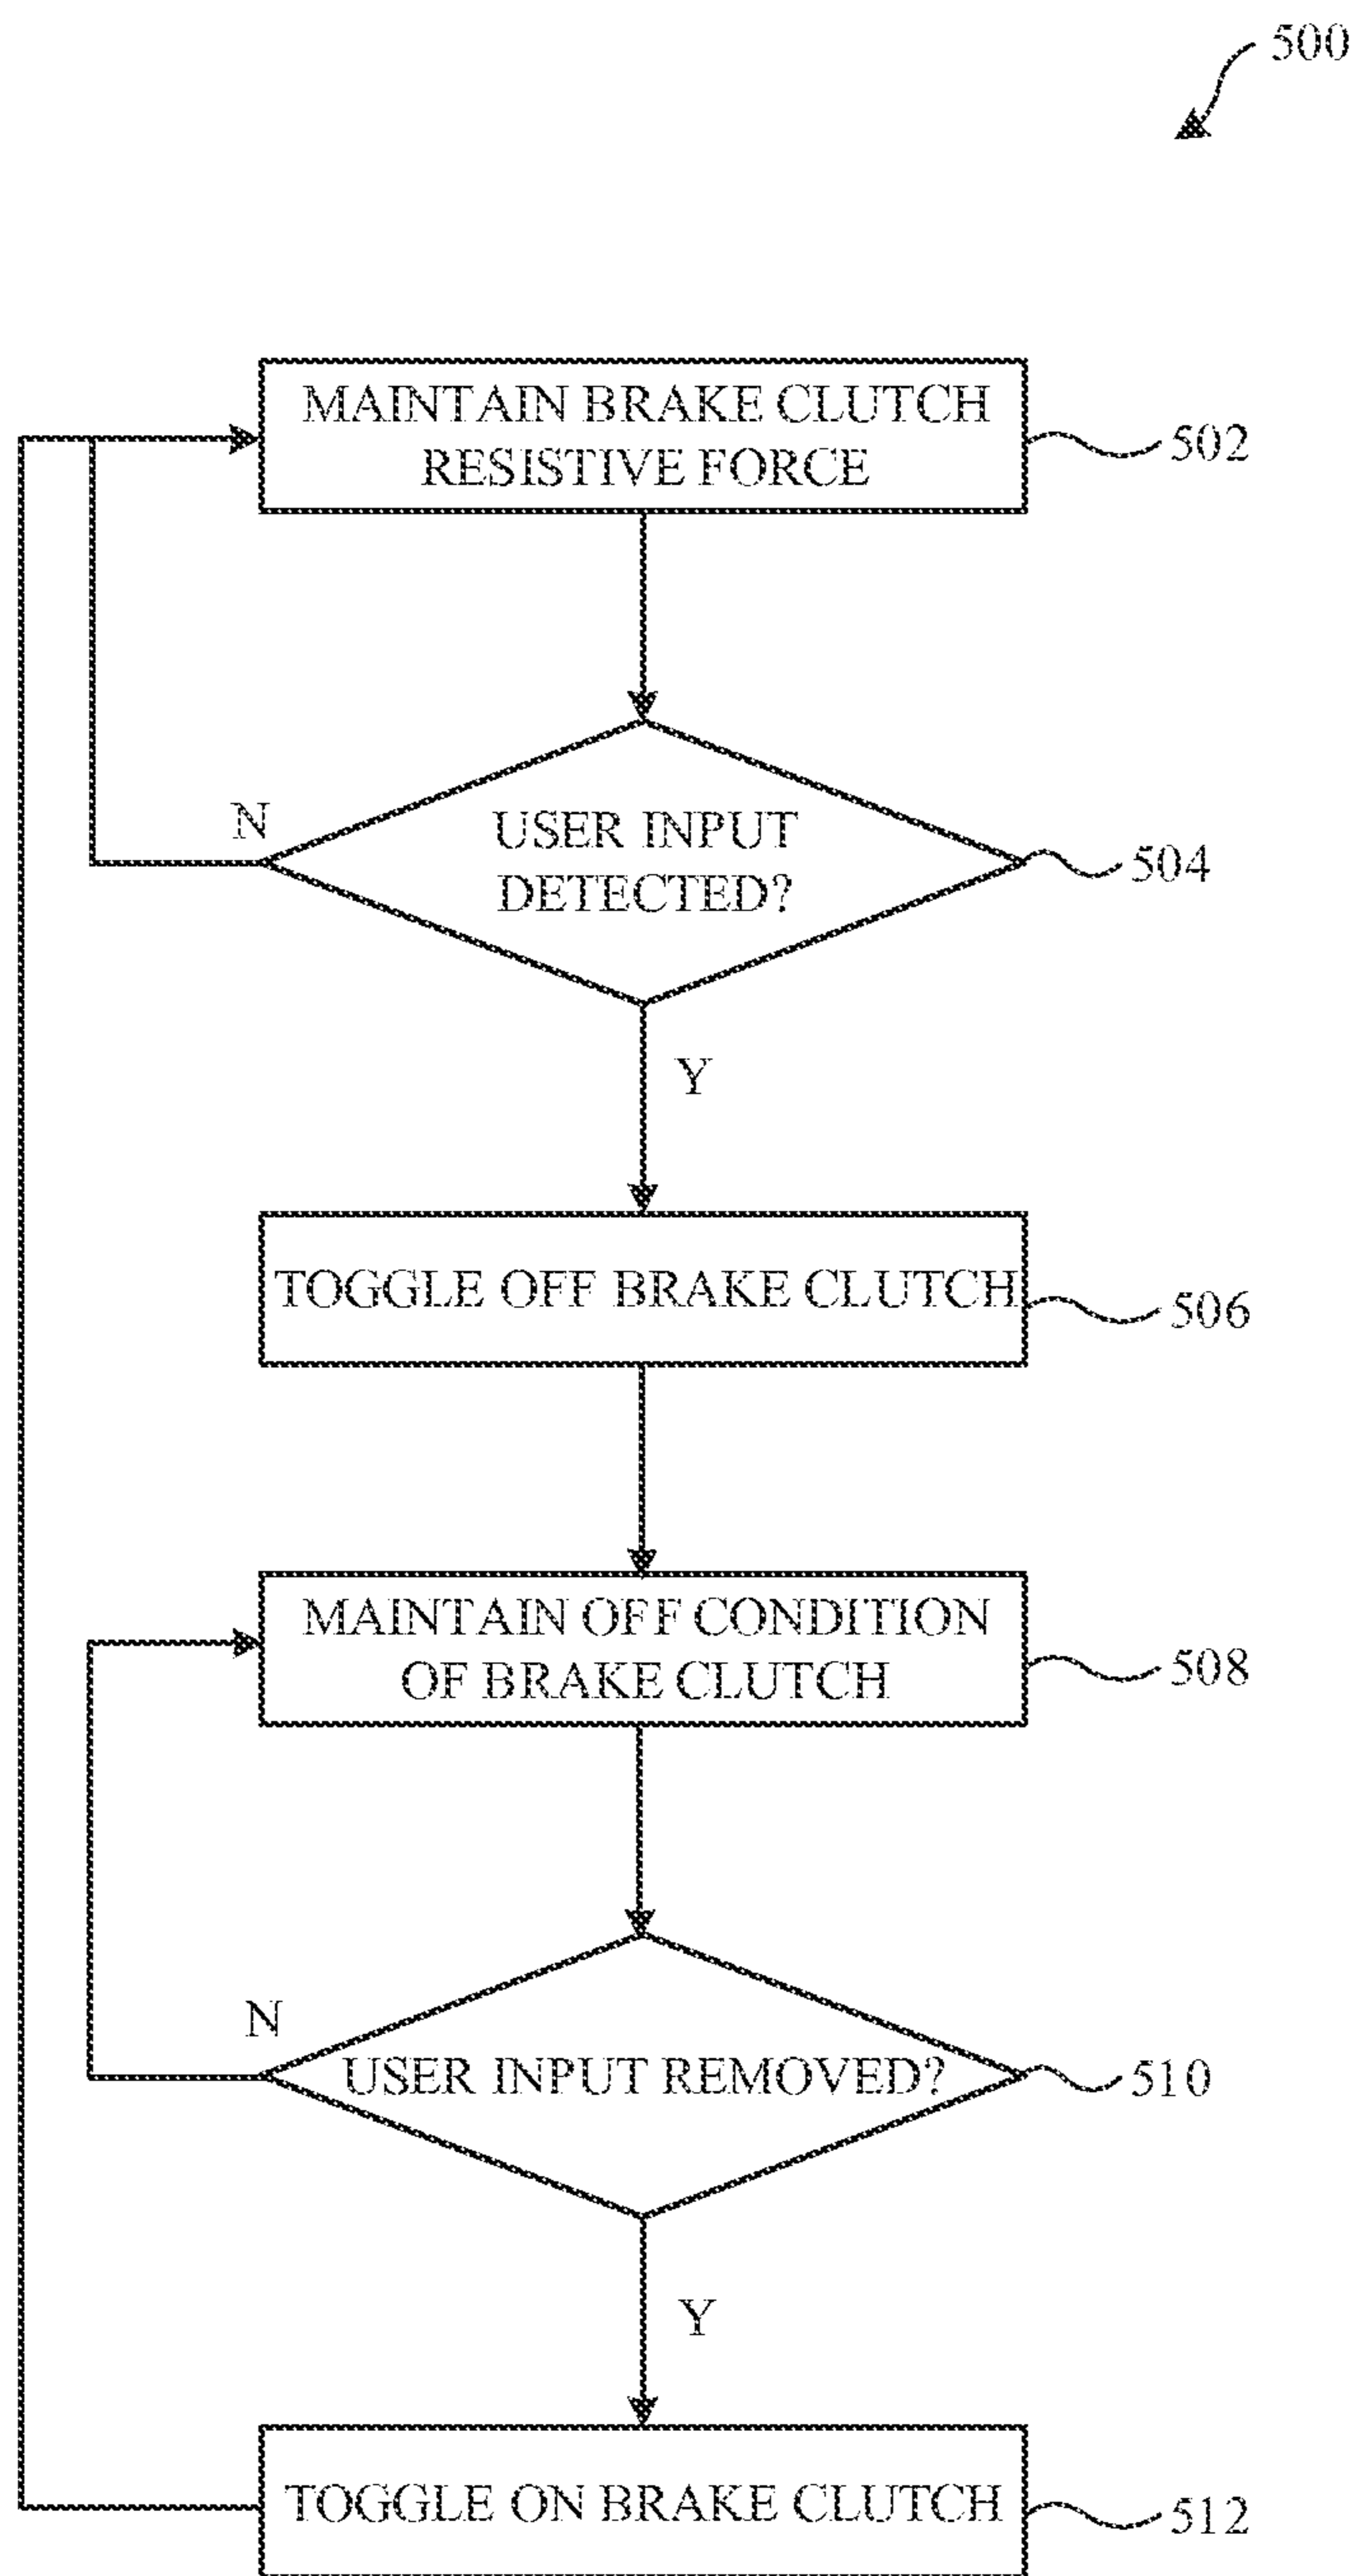 500
MAINTAIN BRAKE CLUTCH
RESISTIVE FORCE
502
N
USER INPUT
DETECTED?
504
Y
TOGGLE OFF BRAKE CLUTCH
506
MAINTAIN OFF CONDITION
OF BRAKE CLUTCH
508
N
USER INPUT REMOVED?
510
Y
TOGGLE ON BRAKE CLUTCH
512